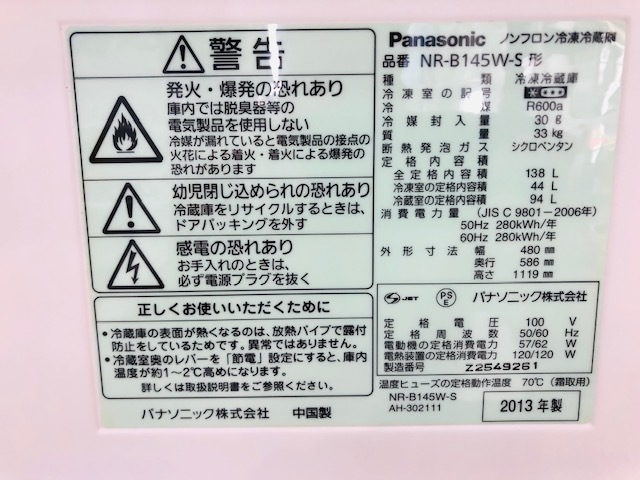 警告
発火・爆発の恐れあり
庫内では脱臭器等の
電気製品を使用しない
冷媒が漏れていると電気製品の接点の
火花による着火・着火による爆発の
恐れがあります
幼児閉じ込められの恐れあり
冷蔵庫をリサイクルするときは、
ドアパッキングを外す
感電の恐れあり
お手入れのときは、
必ず電源プラグを抜く
正しくお使いいただくために
・冷蔵庫の表面が熱くなるのは、放熱パイプで露付
防止をしているためです。異常ではありません。
・冷蔵室奥のレバーを「節電」設定にすると、庫内
温度が約1〜2℃高めに設定されます。
詳しくは取扱説明書をご参照ください。
パナソニック株式会社 中国製
Panasonic ノンフロン冷凍冷蔵庫
品番 NR-B145W-S 形
種類 冷凍冷蔵庫
冷凍室の記号
冷媒 R600a
冷媒封入量 30 g
質量 33 kg
断熱発泡ガス シクロペンタン
定格内容積
全定格内容積 138 L
冷凍室の定格内容積 44 L
冷蔵室の定格内容積 94 L
消費電力量 (JIS C 9801-2006年)
50Hz 280kWh/年
60Hz 280kWh/年
外形寸法 幅 480 mm
奥行 586 mm
高さ 1119 mm
JET PS E パナソニック株式会社
定格電圧 100 V
定格周波数 50/60 Hz
電動機の定格消費電力 57/62 W
電熱装置の定格消費電力 120/120 W
製造番号 Z2549261
温度ヒューズの定格動作温度 70℃ (霜取用)
NR-B145W-S
AH-302111
2013 年製